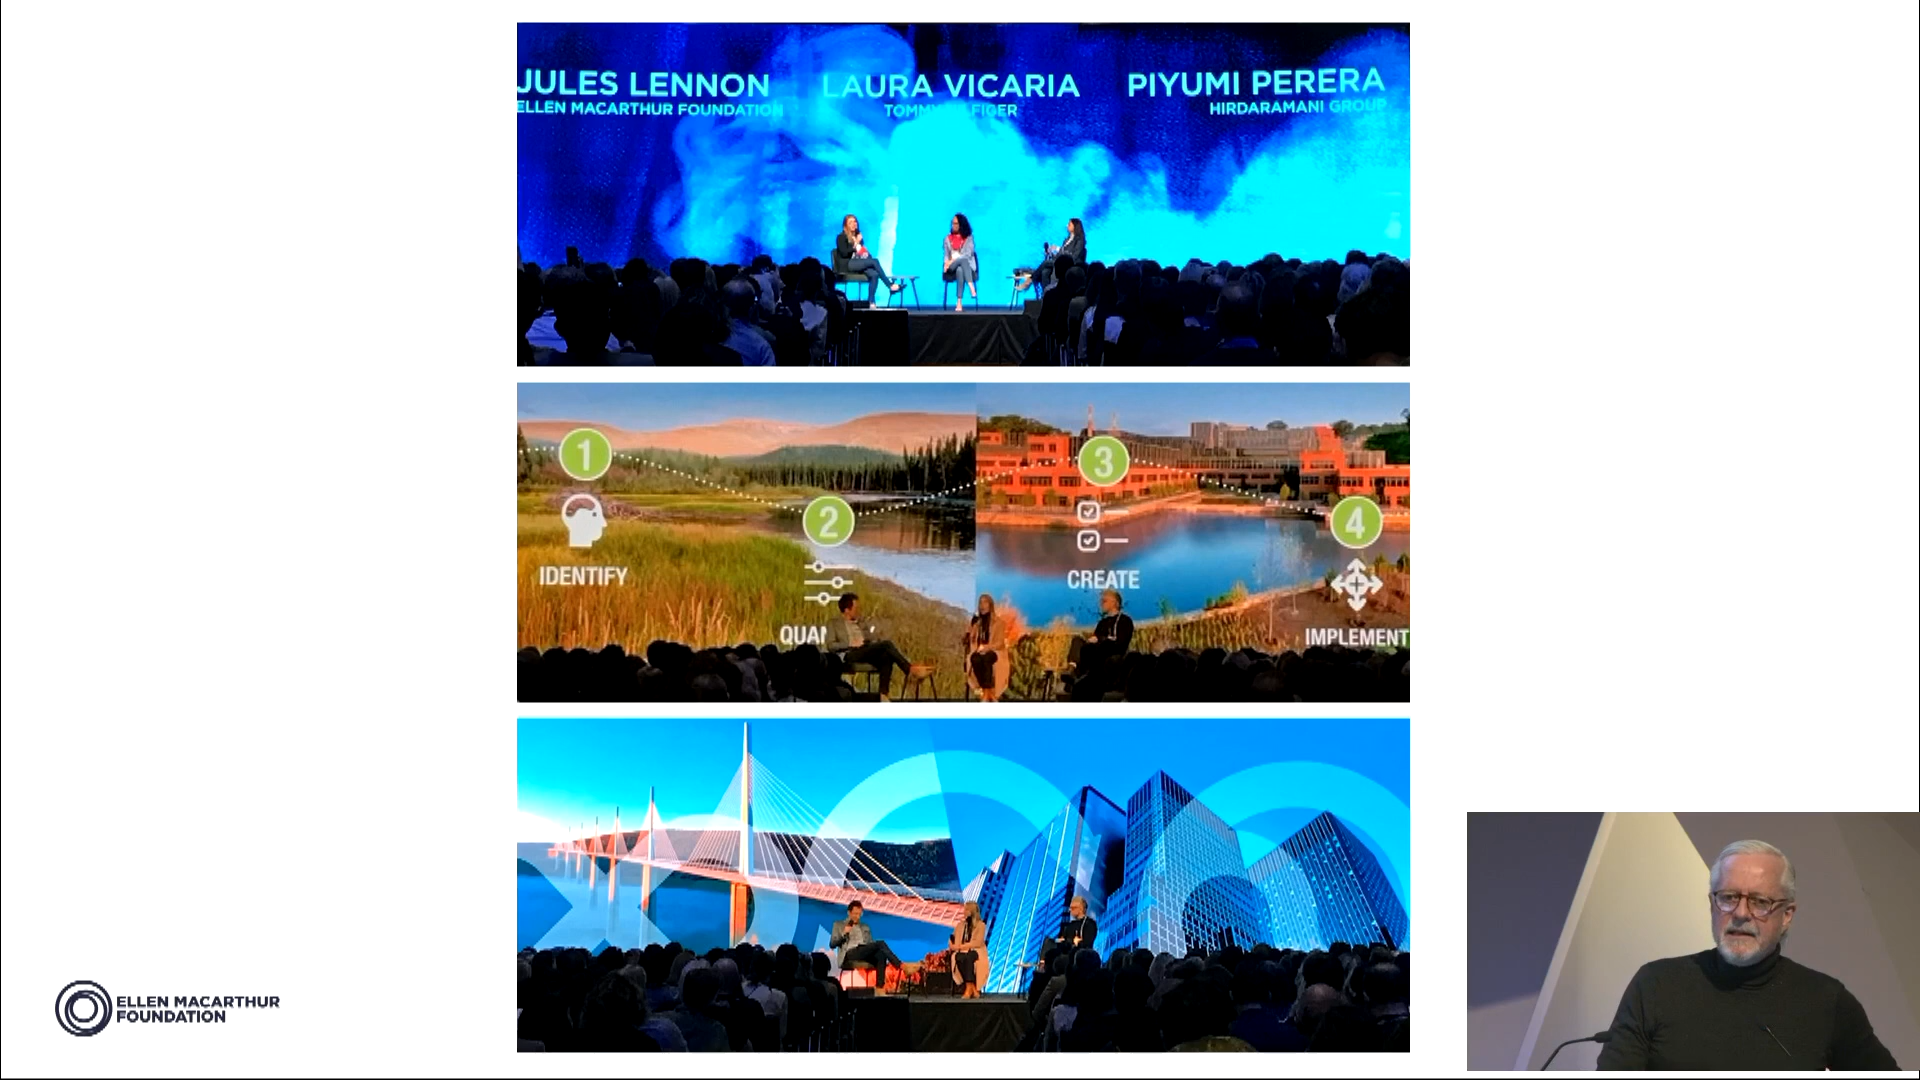 JULES LENNON
ELLEN MACARTHUR FOUNDATION
LAURA VICARIA
PIYUMI PERERA
HIRDARAMANI GROUP
1
IDENTIFY
2
3
CREATE
4
IMPLEMENT
ELLEN MACARTHUR
FOUNDATION